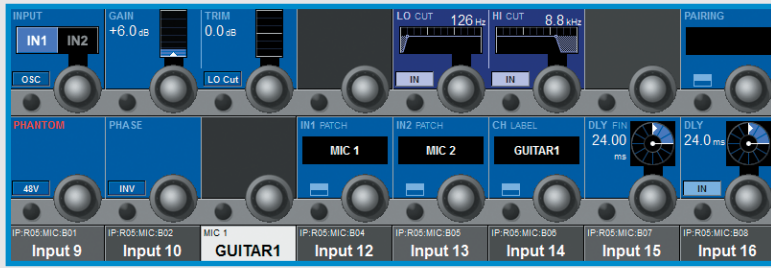 INPUT GAIN TRIM LO CUT 126 Hz HI CUT 8.8 kHz PAIRING
IN1 IN2 +6.0 dB 0.0 dB
OSC LO Cut IN IN
PHANTOM PHASE IN1 PATCH IN2 PATCH CH LABEL DLY FIN DLY
MIC 1 MIC 2 GUITAR1 24.00 ms 24.0 ms
48V INV IN
IP:R05:MIC:B01 IP:R05:MIC:B02 MIC 1 IP:R05:MIC:B04 IP:R05:MIC:B05 IP:R05:MIC:B06 IP:R05:MIC:B07 IP:R05:MIC:B08
Input 9 Input 10 GUITAR1 Input 12 Input 13 Input 14 Input 15 Input 16